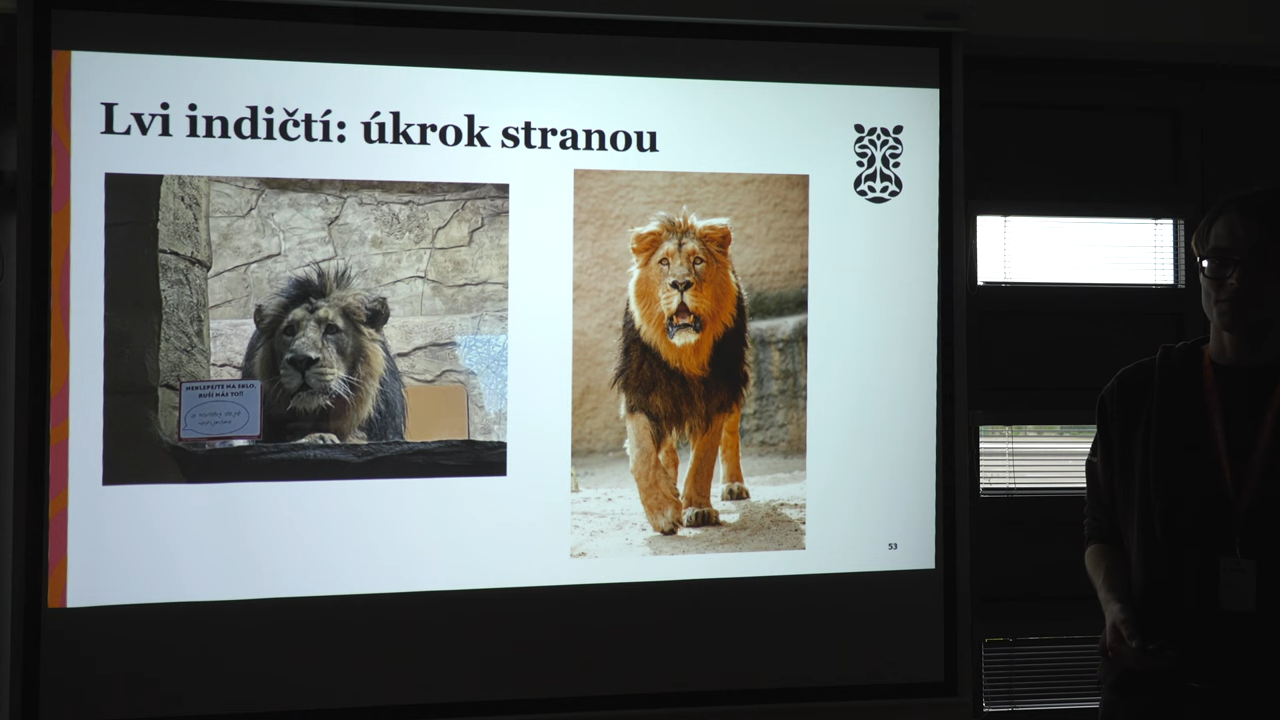 Lvi indičtí: úkrok stranou
NEKLEPEJTE NA SKLO,
RUŠÍ NÁS TO!!
53